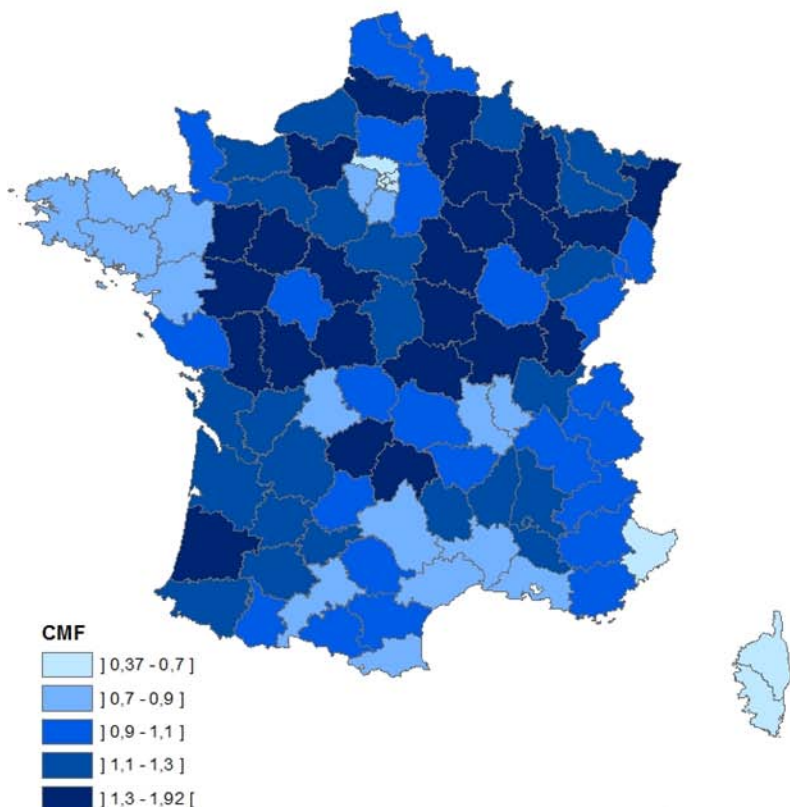 CMF
] 0,37 - 0,7 ]
] 0,7 - 0,9 ]
] 0,9 - 1,1 ]
] 1,1 - 1,3 ]
] 1,3 - 1,92 [